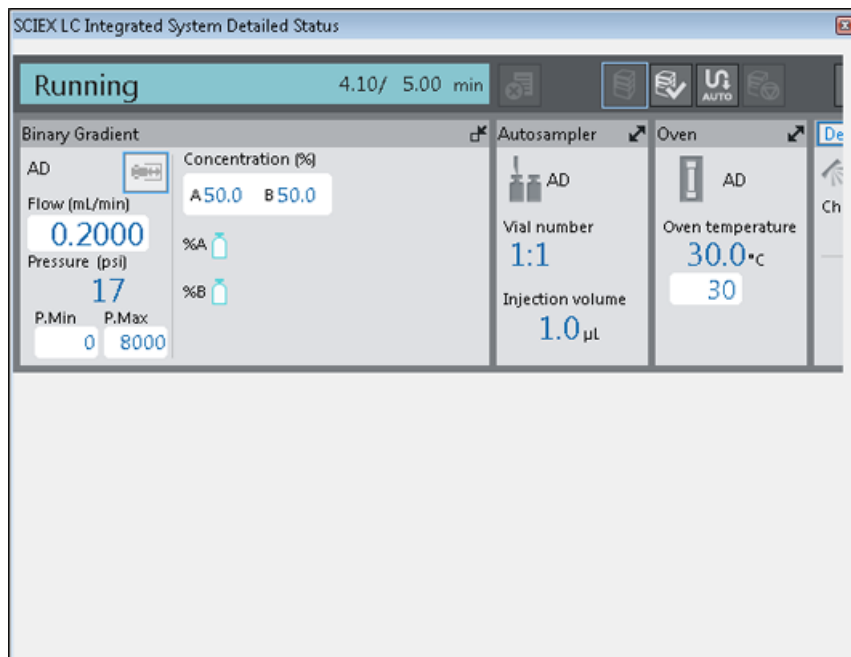 SCIEX LC Integrated System Detailed Status
Running 4.10/ 5.00 min
AUTO
Binary Gradient
AD
Flow (mL/min)
0.2000
Pressure (psi)
17
P.Min P.Max
0 8000
Concentration (%)
A 50.0 B 50.0
%A
%B
Autosampler
AD
Vial number
1:1
Injection volume
1.0 µL
Oven
AD
Oven temperature
30.0 °C
30
De
Ch